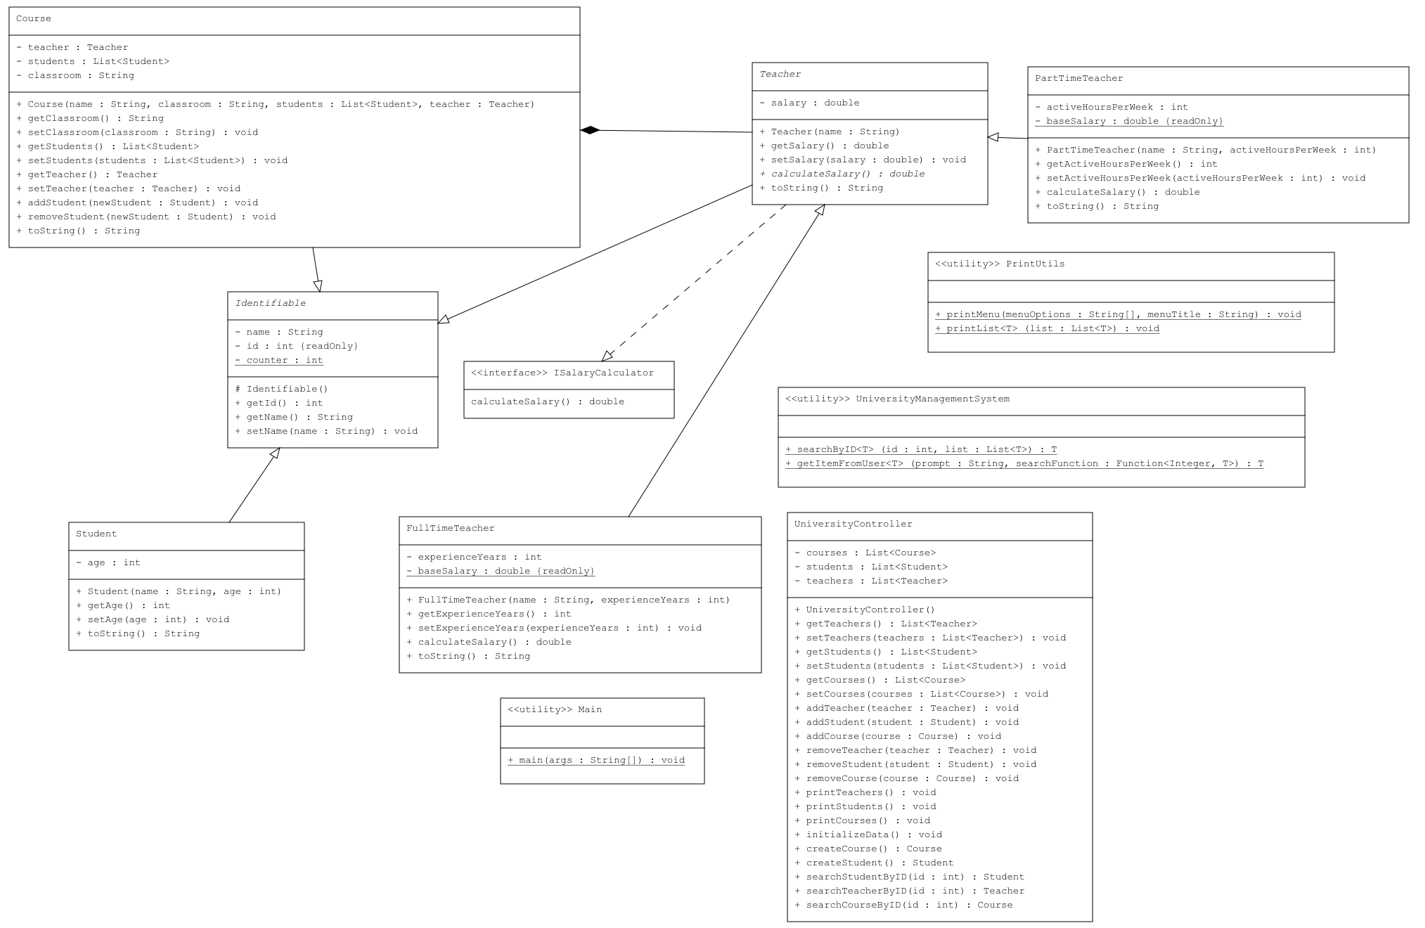 Course
- teacher : Teacher
- students : List<Student>
- classroom : String
+ Course(name : String, classroom : String, students : List<Student>, teacher : Teacher)
+ getClassroom() : String
+ setClassroom(classroom : String) : void
+ getStudents() : List<Student>
+ setStudents(students : List<Student>) : void
+ getTeacher() : Teacher
+ setTeacher(teacher : Teacher) : void
+ addStudent(newStudent : Student) : void
+ removeStudent(newStudent : Student) : void
+ toString() : String
Teacher
- salary : double
+ Teacher(name : String)
+ getSalary() : double
+ setSalary(salary : double) : void
+ calculateSalary() : double
+ toString() : String
PartTimeTeacher
- activeHoursPerWeek : int
- baseSalary : double {readOnly}
+ PartTimeTeacher(name : String, activeHoursPerWeek : int)
+ getActiveHoursPerWeek() : int
+ setActiveHoursPerWeek(activeHoursPerWeek : int) : void
+ calculateSalary() : double
+ toString() : String
<<utility>> PrintUtils
+ printMenu(menuOptions : String[], menuTitle : String) : void
+ printList<T> (list : List<T>) : void
Identifiable
- name : String
- id : int {readOnly}
- counter : int
# Identifiable()
+ getId() : int
+ getName() : String
+ setName(name : String) : void
<<interface>> ISalaryCalculator
calculateSalary() : double
<<utility>> UniversityManagementSystem
+ searchByID<T> (id : int, list : List<T>) : T
+ getItemFromUser<T> (prompt : String, searchFunction : Function<Integer, T>) : T
Student
- age : int
+ Student(name : String, age : int)
+ getAge() : int
+ setAge(age : int) : void
+ toString() : String
FullTimeTeacher
- experienceYears : int
- baseSalary : double {readOnly}
+ FullTimeTeacher(name : String, experienceYears : int)
+ getExperienceYears() : int
+ setExperienceYears(experienceYears : int) : void
+ calculateSalary() : double
+ toString() : String
UniversityController
- courses : List<Course>
- students : List<Student>
- teachers : List<Teacher>
+ UniversityController()
+ getTeachers() : List<Teacher>
+ setTeachers(teachers : List<Teacher>) : void
+ getStudents() : List<Student>
+ setStudents(students : List<Student>) : void
+ getCourses() : List<Course>
+ setCourses(courses : List<Course>) : void
+ addTeacher(teacher : Teacher) : void
+ addStudent(student : Student) : void
+ addCourse(course : Course) : void
+ removeTeacher(teacher : Teacher) : void
+ removeStudent(student : Student) : void
+ removeCourse(course : Course) : void
+ printTeachers() : void
+ printStudents() : void
+ printCourses() : void
+ initializeData() : void
+ createCourse() : Course
+ createStudent() : Student
+ searchStudentByID(id : int) : Student
+ searchTeacherByID(id : int) : Teacher
+ searchCourseByID(id : int) : Course
<<utility>> Main
+ main(args : String[]) : void